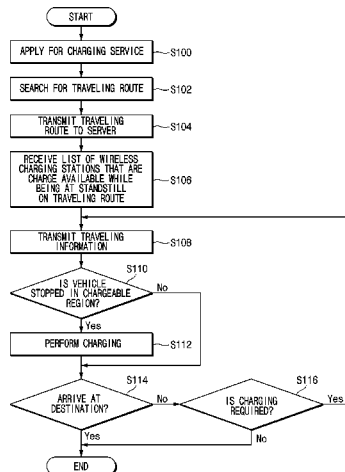 START
APPLY FOR CHARGING SERVICE
S100
SEARCH FOR TRAVELING ROUTE
S102
TRANSMIT TRAVELING
ROUTE TO SERVER
S104
RECEIVE LIST OF WIRELESS
CHARGING STATIONS THAT ARE
CHARGE AVAILABLE WHILE
BEING AT STANDSTILL
ON TRAVELING ROUTE
S106
TRANSMIT TRAVELING
INFORMATION
S108
S110
IS VEHICLE
STOPPED IN CHARGEABLE
REGION?
No
Yes
PERFORM CHARGING
S112
S114
ARRIVE AT
DESTINATION?
No
S116
IS CHARGING
REQUIRED?
Yes
Yes
No
END